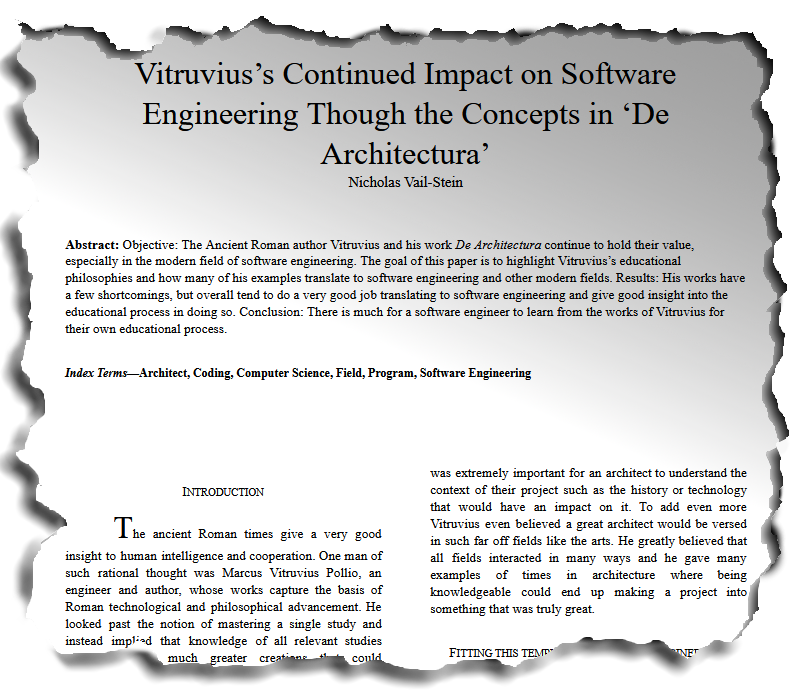 Vitruvius’s Continued Impact on Software
Engineering Though the Concepts in ‘De
Architectura’
Nicholas Vail-Stein
Abstract: Objective: The Ancient Roman author Vitruvius and his work De Architectura continue to hold their value,
especially in the modern field of software engineering. The goal of this paper is to highlight Vitruvius’s educational
philosophies and how many of his examples translate to software engineering and other modern fields. Results: His works have
a few shortcomings, but overall tend to do a very good job translating to software engineering and give good insight into the
educational process in doing so. Conclusion: There is much for a software engineer to learn from the works of Vitruvius for
their own educational process.
Index Terms—Architect, Coding, Computer Science, Field, Program, Software Engineering
INTRODUCTION
The ancient Roman times give a very good
insight to human intelligence and cooperation. One man of
such rational thought was Marcus Vitruvius Pollio, an
engineer and author, whose works capture the basis of
Roman technological and philosophical advancement. He
looked past the notion of mastering a single study and
instead implied that knowledge of all relevant studies
much greater creations that could
was extremely important for an architect to understand the
context of their project such as the history or technology
that would have an impact on it. To add even more
Vitruvius even believed a great architect would be versed
in such far off fields like the arts. He greatly believed that
all fields interacted in many ways and he gave many
examples of times in architecture where being
knowledgeable could end up making a project into
something that was truly great.
FITTING THIS